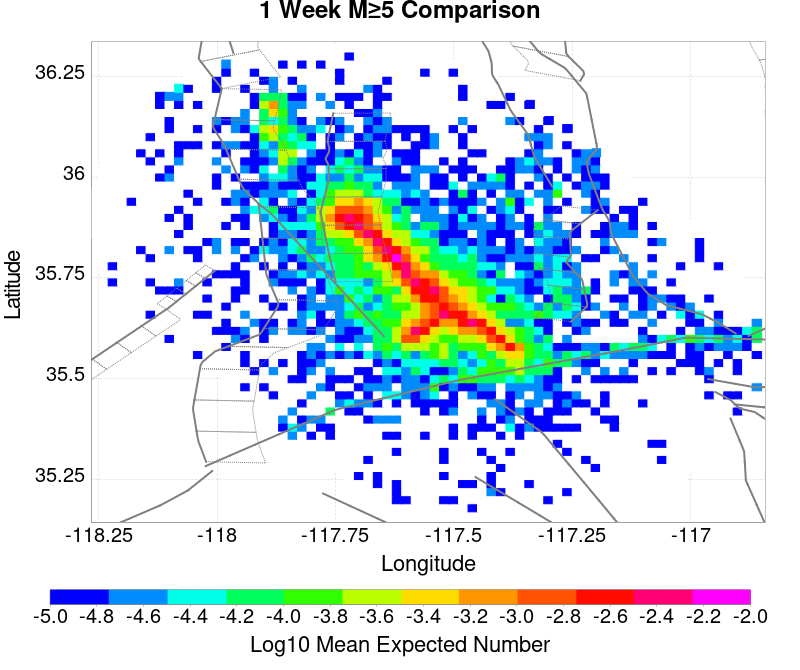 1 Week M≥5 Comparison
36.25
36
35.75
35.5
35.25
Latitude
-118.25 -118 -117.75 -117.5 -117.25 -117
Longitude
-5.0 -4.8 -4.6 -4.4 -4.2 -4.0 -3.8 -3.6 -3.4 -3.2 -3.0 -2.8 -2.6 -2.4 -2.2 -2.0
Log10 Mean Expected Number